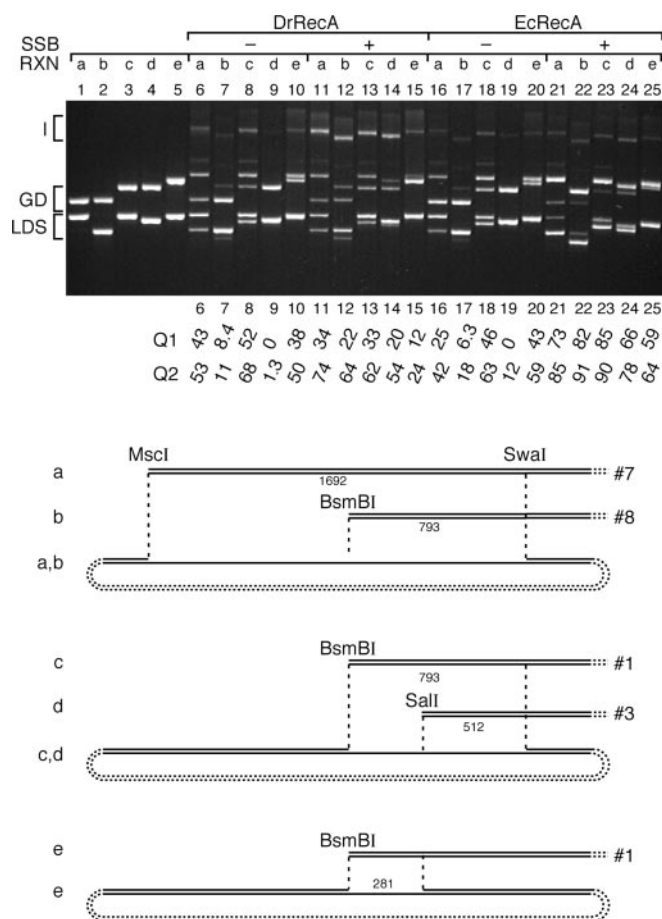 DrRecA EcRecA
SSB − + − +
RXN a b c d e a b c d e a b c d e a b c d e a b c d e
1 2 3 4 5 6 7 8 9 10 11 12 13 14 15 16 17 18 19 20 21 22 23 24 25
I
GD
LDS
6 7 8 9 10 11 12 13 14 15 16 17 18 19 20 21 22 23 24 25
Q1 43 8.4 52 0 38 34 22 33 20 12 25 6.3 46 0 43 73 82 85 66 59
Q2 53 11 68 1.3 50 74 64 62 54 24 42 18 63 12 59 85 91 90 78 64
MscI SwaI
a #7
1692
BsmBI
b #8
793
a,b
BsmBI
c #1
793
SalI
d #3
512
c,d
BsmBI
e #1
281
e